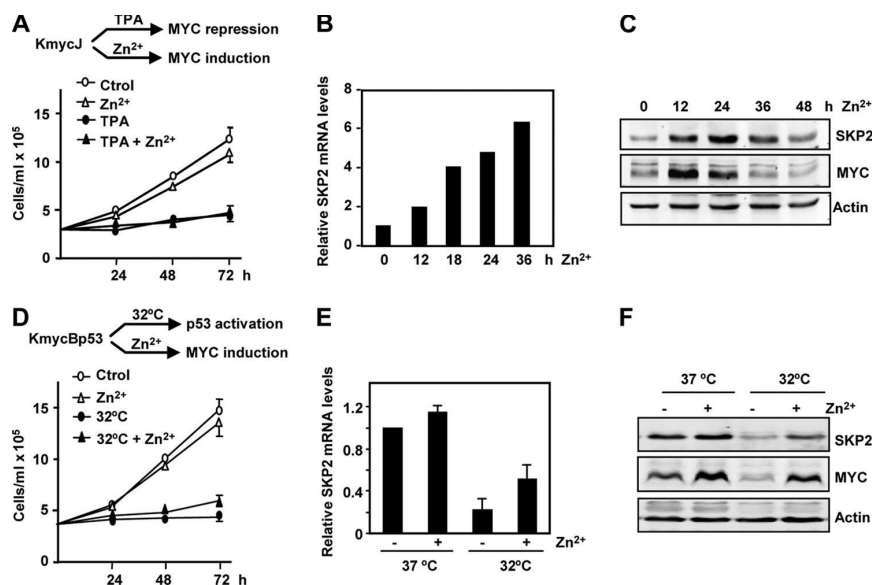 A
TPA
KmycJ
MYC repression
Zn²⁺
MYC induction
Ctrol
Zn²⁺
TPA
TPA + Zn²⁺
Cells/ml x 10⁵
15
10
5
0
24 48 72 h
B
Relative SKP2 mRNA levels
8
6
4
2
0
0 12 18 24 36 h Zn²⁺
C
0 12 24 36 48 h Zn²⁺
SKP2
MYC
Actin
D
32ºC
KmycBp53
p53 activation
Zn²⁺
MYC induction
Ctrol
Zn²⁺
32ºC
32ºC + Zn²⁺
Cells/ml x 10⁵
15
10
5
0
24 48 72 h
E
Relative SKP2 mRNA levels
1.2
0.8
0.4
0
- + - + Zn²⁺
37 ºC 32ºC
F
37 ºC 32ºC
- + - + Zn²⁺
SKP2
MYC
Actin